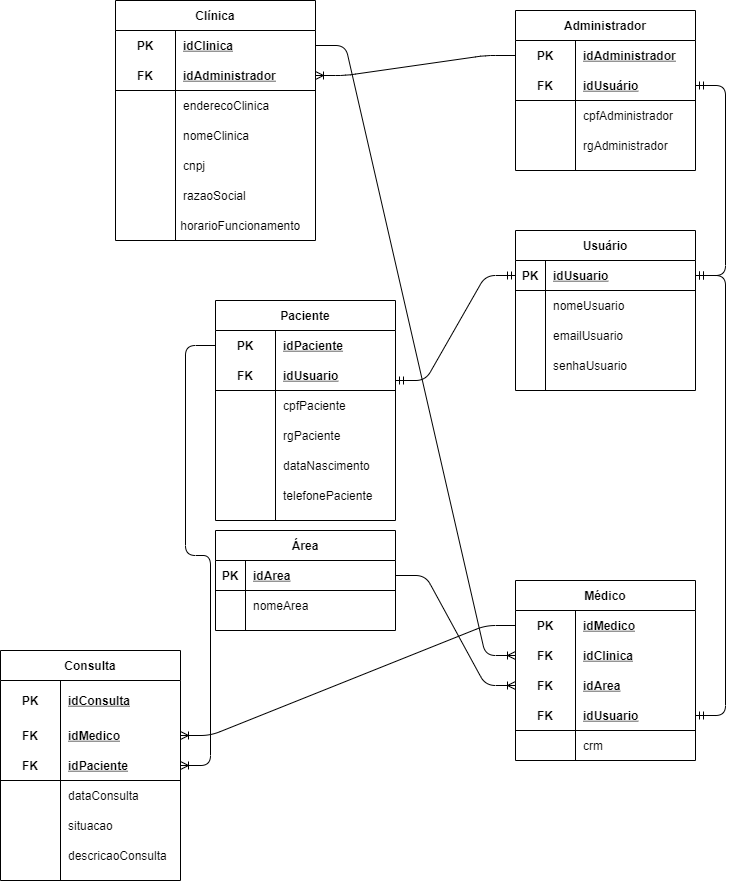 Clínica
PK idClinica
FK idAdministrador
enderecoClinica
nomeClinica
cnpj
razaoSocial
horarioFuncionamento
Administrador
PK idAdministrador
FK idUsuário
cpfAdministrador
rgAdministrador
Usuário
PK idUsuario
nomeUsuario
emailUsuario
senhaUsuario
Paciente
PK idPaciente
FK idUsuario
cpfPaciente
rgPaciente
dataNascimento
telefonePaciente
Área
PK idArea
nomeArea
Médico
PK idMedico
FK idClinica
FK idArea
FK idUsuario
crm
Consulta
PK idConsulta
FK idMedico
FK idPaciente
dataConsulta
situacao
descricaoConsulta